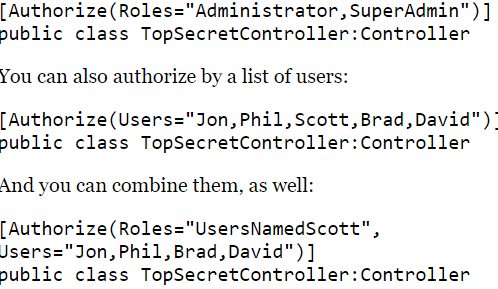 [Authorize(Roles="Administrator,SuperAdmin")]
public class TopSecretController:Controller
You can also authorize by a list of users:
[Authorize(Users="Jon,Phil,Scott,Brad,David")]
public class TopSecretController:Controller
And you can combine them, as well:
[Authorize(Roles="UsersNamedScott",
Users="Jon,Phil,Brad,David")]
public class TopSecretController:Controller